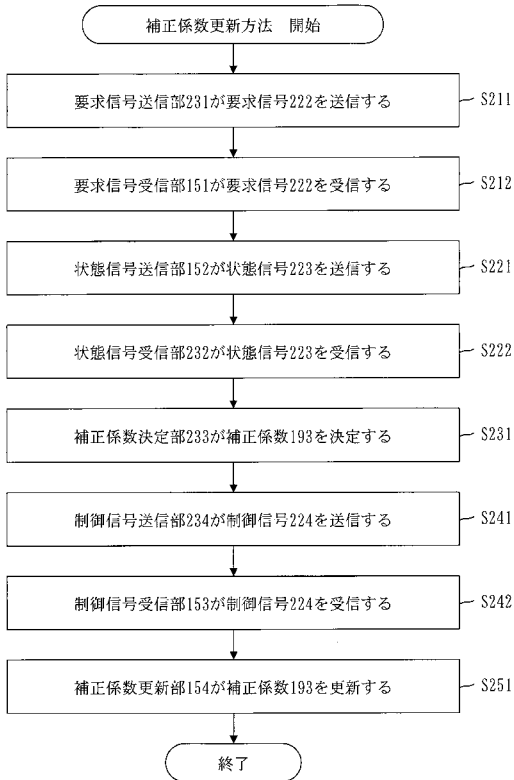 補正係数更新方法　開始
要求信号送信部231が要求信号222を送信する
S211
要求信号受信部151が要求信号222を受信する
S212
状態信号送信部152が状態信号223を送信する
S221
状態信号受信部232が状態信号223を受信する
S222
補正係数決定部233が補正係数193を決定する
S231
制御信号送信部234が制御信号224を送信する
S241
制御信号受信部153が制御信号224を受信する
S242
補正係数更新部154が補正係数193を更新する
S251
終了